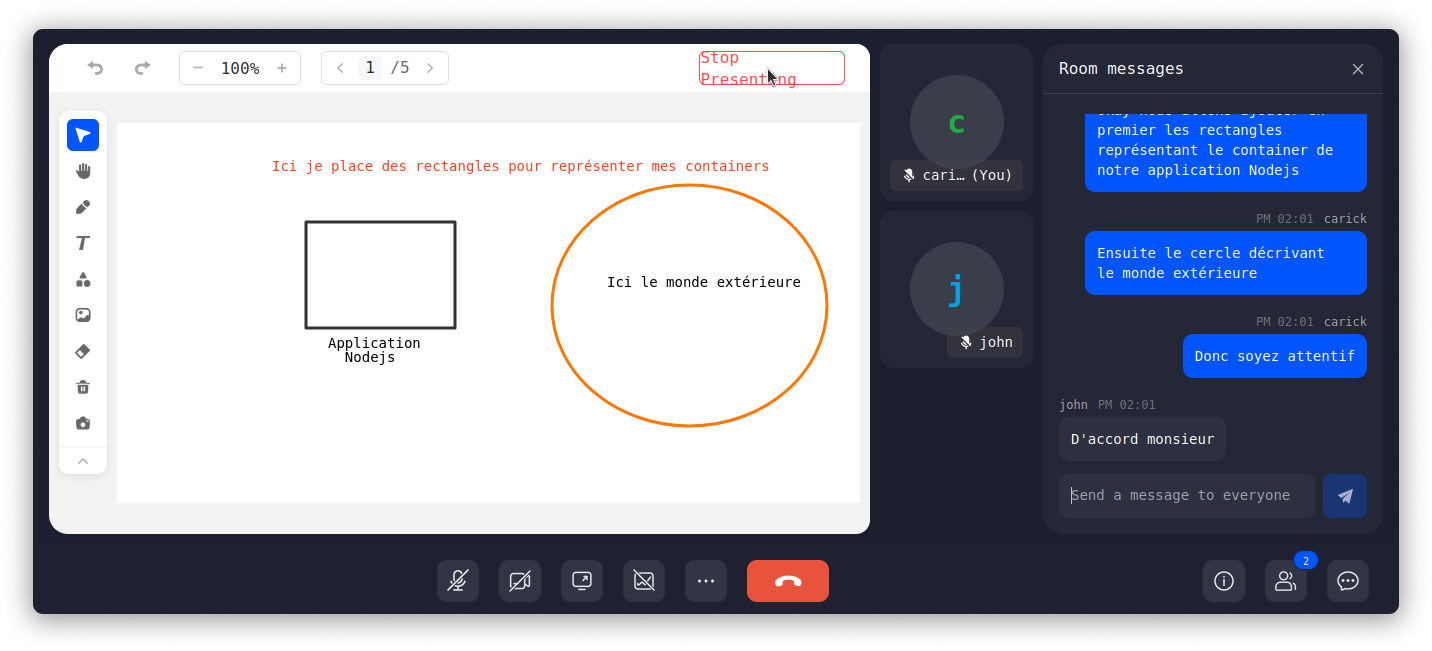 100%
1 /5
Stop
Presenting
Ici je place des rectangles pour représenter mes containers
Ici le monde extérieure
Application
Nodejs
c
cari… (You)
j
john
Room messages
premier les rectangles
représentant le container de
notre application Nodejs
PM 02:01 carick
Ensuite le cercle décrivant
le monde extérieure
PM 02:01 carick
Donc soyez attentif
john PM 02:01
D'accord monsieur
Send a message to everyone
2